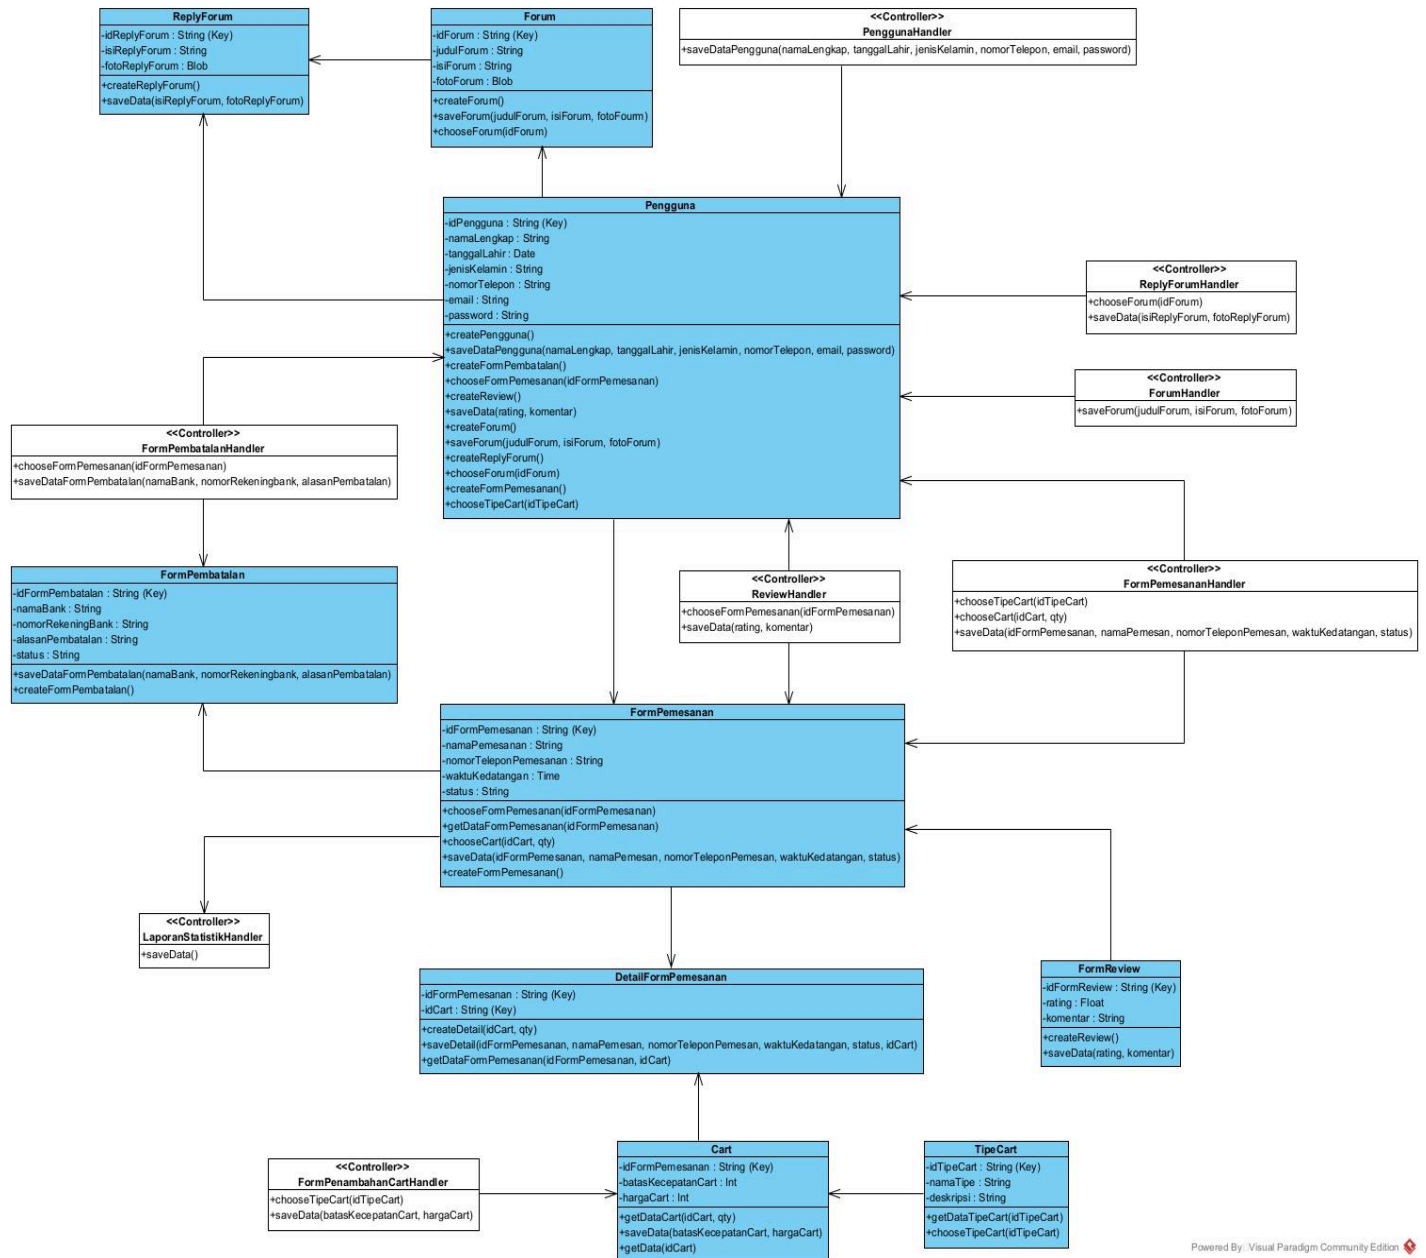 ReplyForum
-idReplyForum : String (Key)
-isiReplyForum : String
-fotoReplyForum : Blob
+createReplyForum()
+saveData(isiReplyForum, fotoReplyForum)
Forum
-idForum : String (Key)
-judulForum : String
-isiForum : String
-fotoForum : Blob
+createForum()
+saveForum(judulForum, isiForum, fotoFourm)
+chooseForum(idForum)
<<Controller>>
PenggunaHandler
+saveDataPengguna(namaLengkap, tanggalLahir, jenisKelamin, nomorTelepon, email, password)
Pengguna
-idPengguna : String (Key)
-namaLengkap : String
-tanggalLahir : Date
-jenisKelamin : String
-nomorTelepon : String
-email : String
-password : String
+createPengguna()
+saveDataPengguna(namaLengkap, tanggalLahir, jenisKelamin, nomorTelepon, email, password)
+createFormPembatalan()
+chooseFormPemesanan(idFormPemesanan)
+createReview()
+saveData(rating, komentar)
+createForum()
+saveForum(judulForum, isiForum, fotoForum)
+createReplyForum()
+chooseForum(idForum)
+createFormPemesanan()
+chooseTipeCart(idTipeCart)
<<Controller>>
ReplyForumHandler
+chooseForum(idForum)
+saveData(isiReplyForum, fotoReplyForum)
<<Controller>>
ForumHandler
+saveForum(judulForum, isiForum, fotoForum)
<<Controller>>
FormPembatalanHandler
+chooseFormPemesanan(idFormPemesanan)
+saveDataFormPembatalan(namaBank, nomorRekeningbank, alasanPembatalan)
FormPembatalan
-idFormPembatalan : String (Key)
-namaBank : String
-nomorRekeningBank : String
-alasanPembatalan : String
-status : String
+saveDataFormPembatalan(namaBank, nomorRekeningbank, alasanPembatalan)
+createFormPembatalan()
<<Controller>>
ReviewHandler
+chooseFormPemesanan(idFormPemesanan)
+saveData(rating, komentar)
<<Controller>>
FormPemesananHandler
+chooseTipeCart(idTipeCart)
+chooseCart(idCart, qty)
+saveData(idFormPemesanan, namaPemesan, nomorTeleponPemesan, waktuKedatangan, status)
FormPemesanan
-idFormPemesanan : String (Key)
-namaPemesanan : String
-nomorTeleponPemesanan : String
-waktuKedatangan : Time
-status : String
+chooseFormPemesanan(idFormPemesanan)
+getDataFormPemesanan(idFormPemesanan)
+chooseCart(idCart, qty)
+saveData(idFormPemesanan, namaPemesan, nomorTeleponPemesan, waktuKedatangan, status)
+createFormPemesanan()
<<Controller>>
LaporanStatistikHandler
+saveData()
DetailFormPemesanan
-idFormPemesanan : String (Key)
-idCart : String (Key)
+createDetail(idCart, qty)
+saveDetail(idFormPemesanan, namaPemesan, nomorTeleponPemesan, waktuKedatangan, status, idCart)
+getDataFormPemesanan(idFormPemesanan, idCart)
FormReview
-idFormReview : String (Key)
-rating : Float
-komentar : String
+createReview()
+saveData(rating, komentar)
<<Controller>>
FormPenambahanCartHandler
+chooseTipeCart(idTipeCart)
+saveData(batasKecepatanCart, hargaCart)
Cart
-idFormPemesanan : String (Key)
-batasKecepatanCart : Int
-hargaCart : Int
+getDataCart(idCart, qty)
+saveData(batasKecepatanCart, hargaCart)
+getData(idCart)
TipeCart
-idTipeCart : String (Key)
-namaTipe : String
-deskripsi : String
+getDataTipeCart(idTipeCart)
+chooseTipeCart(idTipeCart)
Powered By Visual Paradigm Community Edition